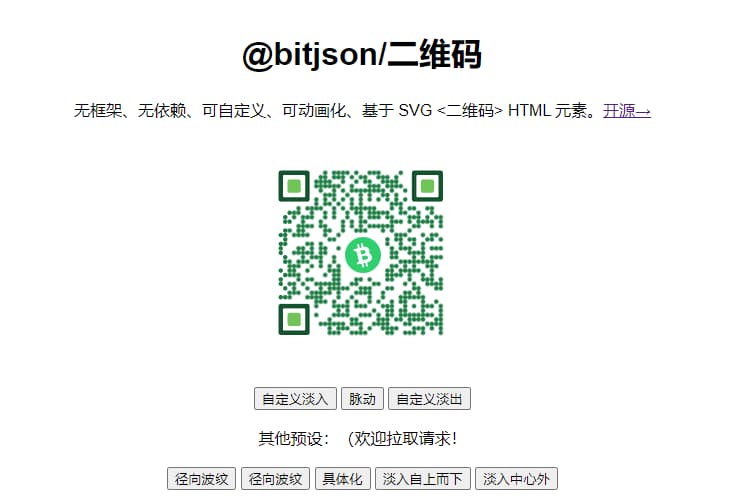 @bitjson/二维码
无框架、无依赖、可自定义、可动画化、基于 SVG <二维码> HTML 元素。开源→
自定义淡入 脉动 自定义淡出
其他预设：（欢迎拉取请求！
径向波纹 径向波纹 具体化 淡入自上而下 淡入中心外